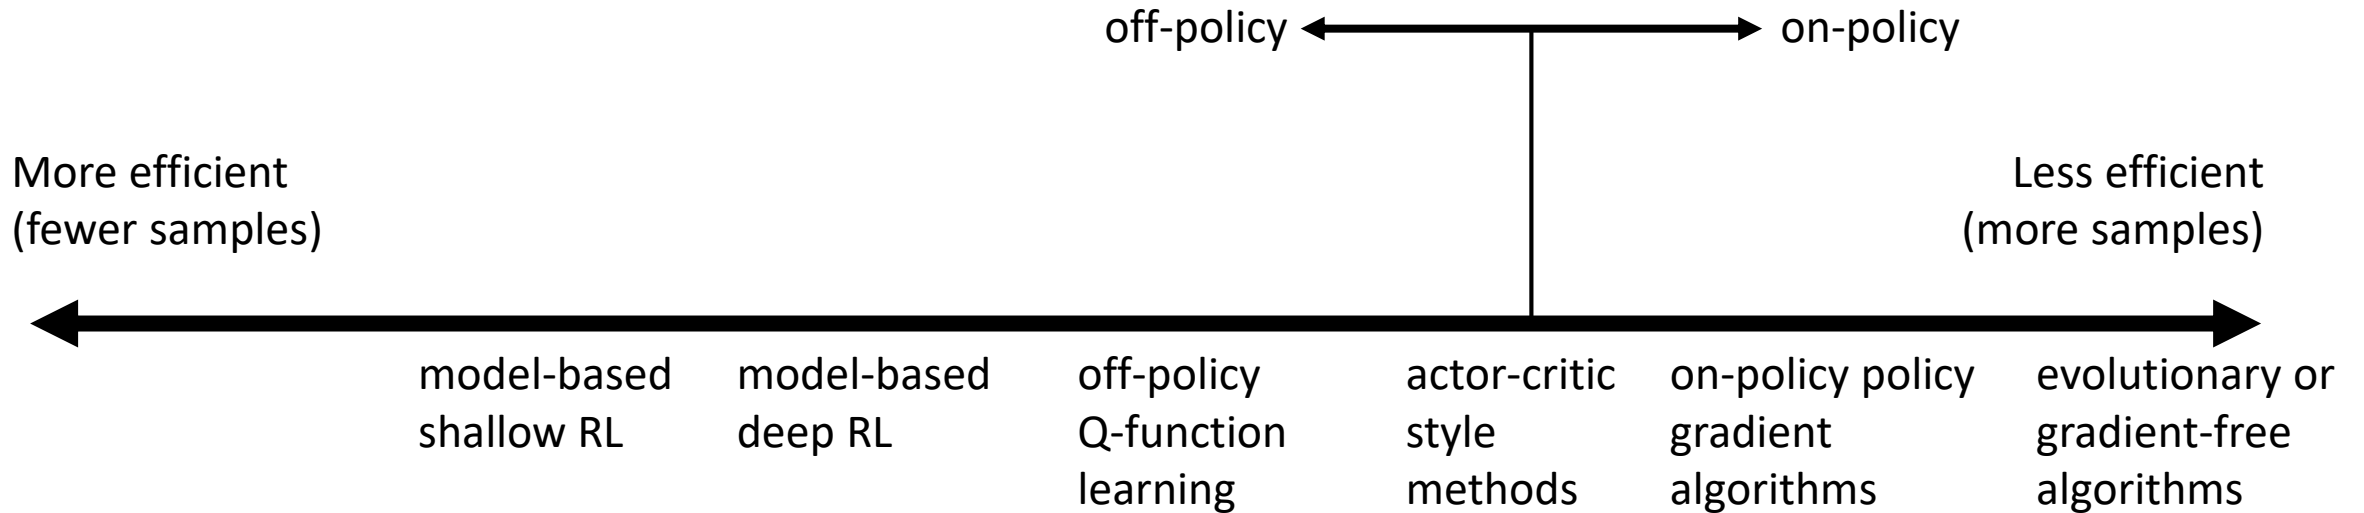 off-policy
on-policy
More efficient
(fewer samples)
Less efficient
(more samples)
model-based
shallow RL
model-based
deep RL
off-policy
Q-function
learning
actor-critic
style
methods
on-policy policy
gradient
algorithms
evolutionary or
gradient-free
algorithms